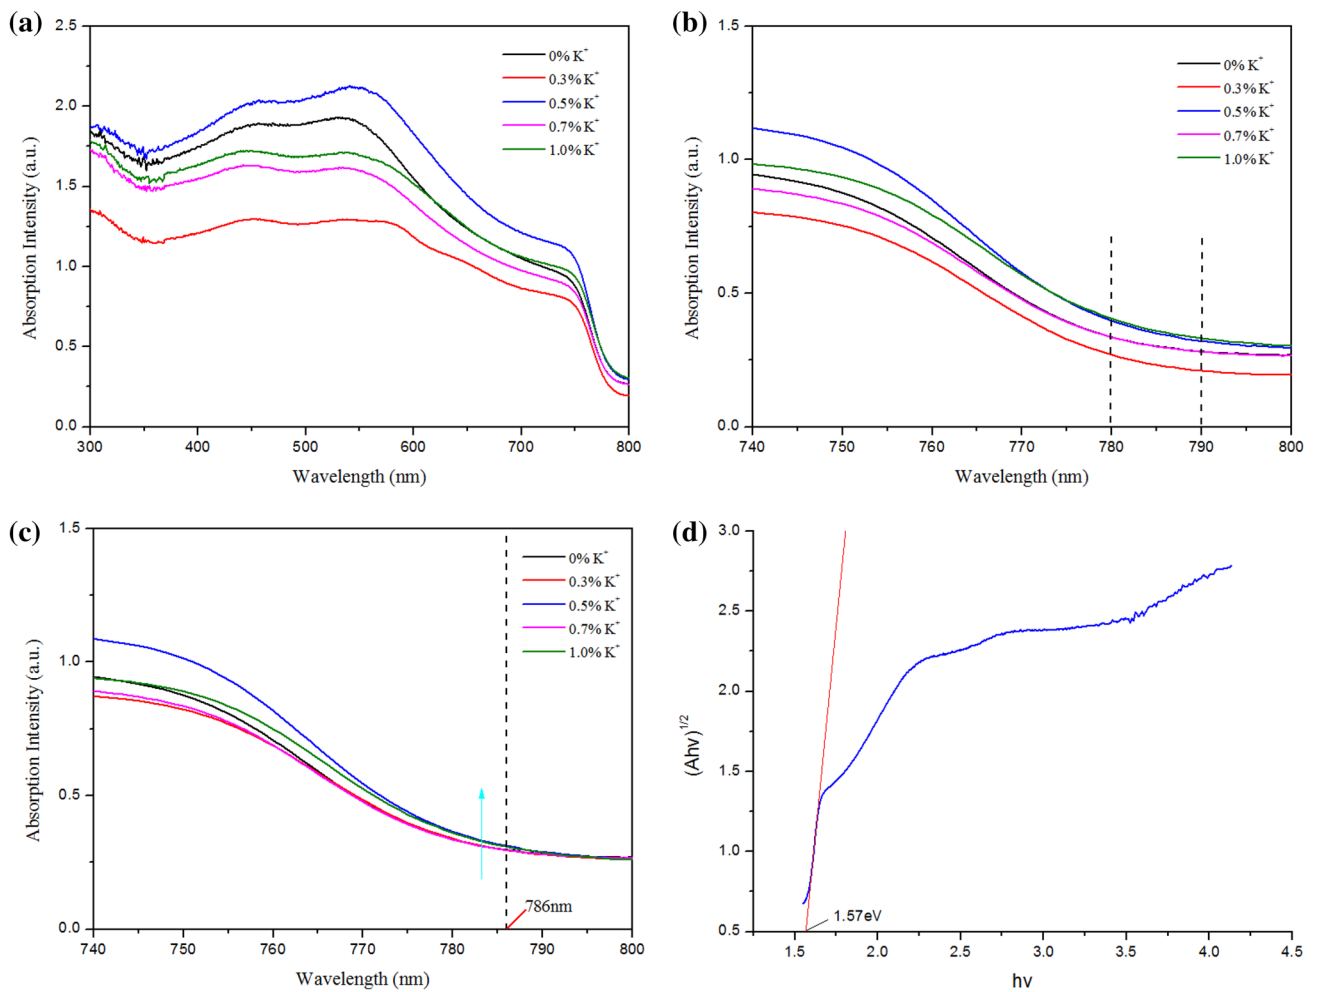 (a)
2.5
2.0
1.5
1.0
0.5
0.0
Absorption Intensity (a.u.)
0% K⁺
0.3% K⁺
0.5% K⁺
0.7% K⁺
1.0% K⁺
300 400 500 600 700 800
Wavelength (nm)
(b)
1.5
1.0
0.5
0.0
Absorption Intensity (a.u.)
0% K⁺
0.3% K⁺
0.5% K⁺
0.7% K⁺
1.0% K⁺
740 750 760 770 780 790 800
Wavelength (nm)
(c)
1.5
1.0
0.5
0.0
Absorption Intensity (a.u.)
0% K⁺
0.3% K⁺
0.5% K⁺
0.7% K⁺
1.0% K⁺
786nm
740 750 760 770 780 790 800
Wavelength (nm)
(d)
3.0
2.5
2.0
1.5
1.0
0.5
(Ahv)^1/2
1.57eV
1.5 2.0 2.5 3.0 3.5 4.0 4.5
hv